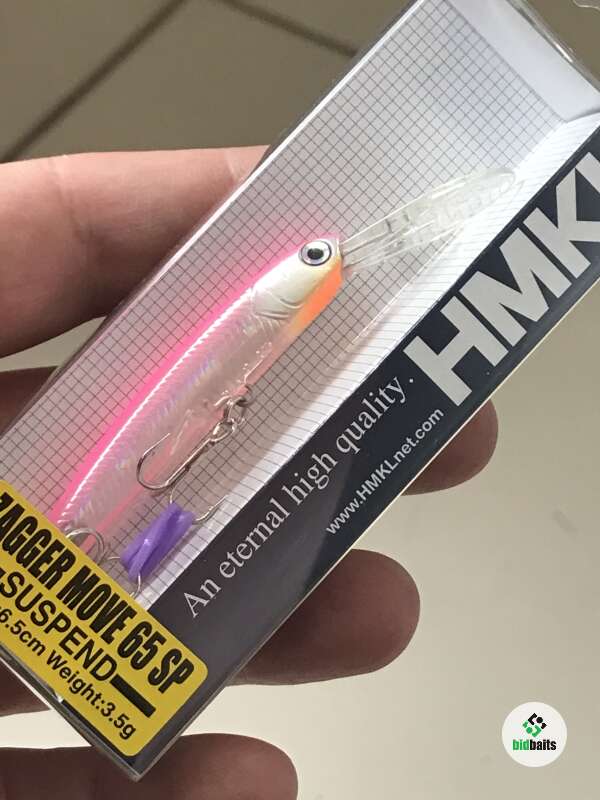 HMKL
An eternal high quality.
www.HMKLnet.com
ZAGGER MOVE 65 SP
SUSPEND
6.5cm Weight:3.5g
bidbaits